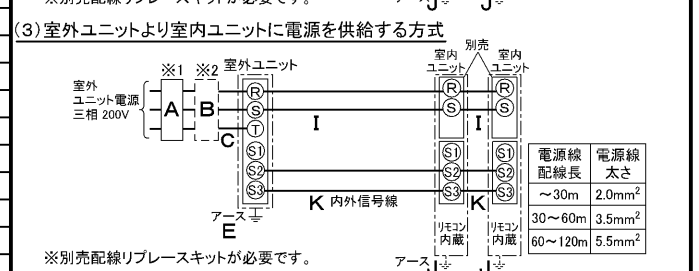 ※別売配線リプレースキットが必要です。
アース J J
(3)室外ユニットより室内ユニットに電源を供給する方式
※1 ※2 室外ユニット
別売
室内
ユニット
室内
ユニット
室外
ユニット電源
三相 200V
A B C
R S T S1 S2 S3
I
R S S1 S2 S3
I
R S S1 S2 S3
K 内外信号線
K
アース
E
リモコン
内蔵
リモコン
内蔵
アース J J
電源線配線長 電源線太さ
～30m 2.0mm²
30～60m 3.5mm²
60～120m 5.5mm²
※別売配線リプレースキットが必要です。